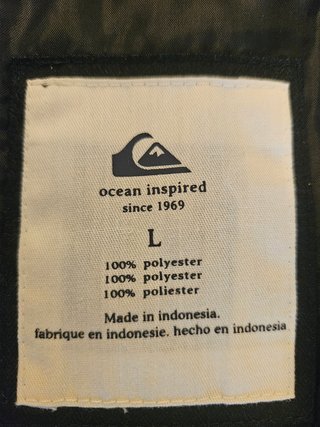 ocean inspired
since 1969
L
100% polyester
100% polyester
100% poliester
Made in indonesia.
fabrique en indonesie. hecho en indonesia